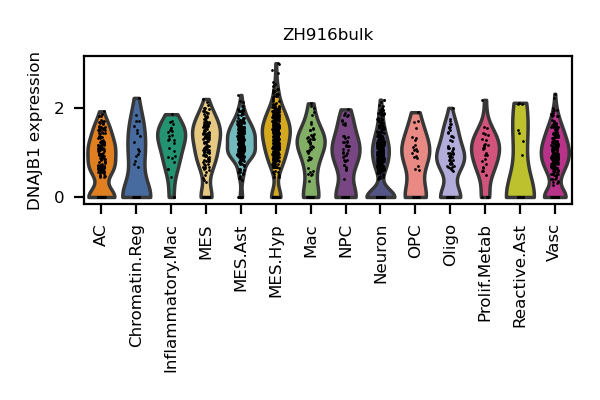 ZH916bulk
DNAJB1 expression
2
0
AC
Chromatin.Reg
Inflammatory.Mac
MES
MES.Ast
MES.Hyp
Mac
NPC
Neuron
OPC
Oligo
Prolif.Metab
Reactive.Ast
Vasc